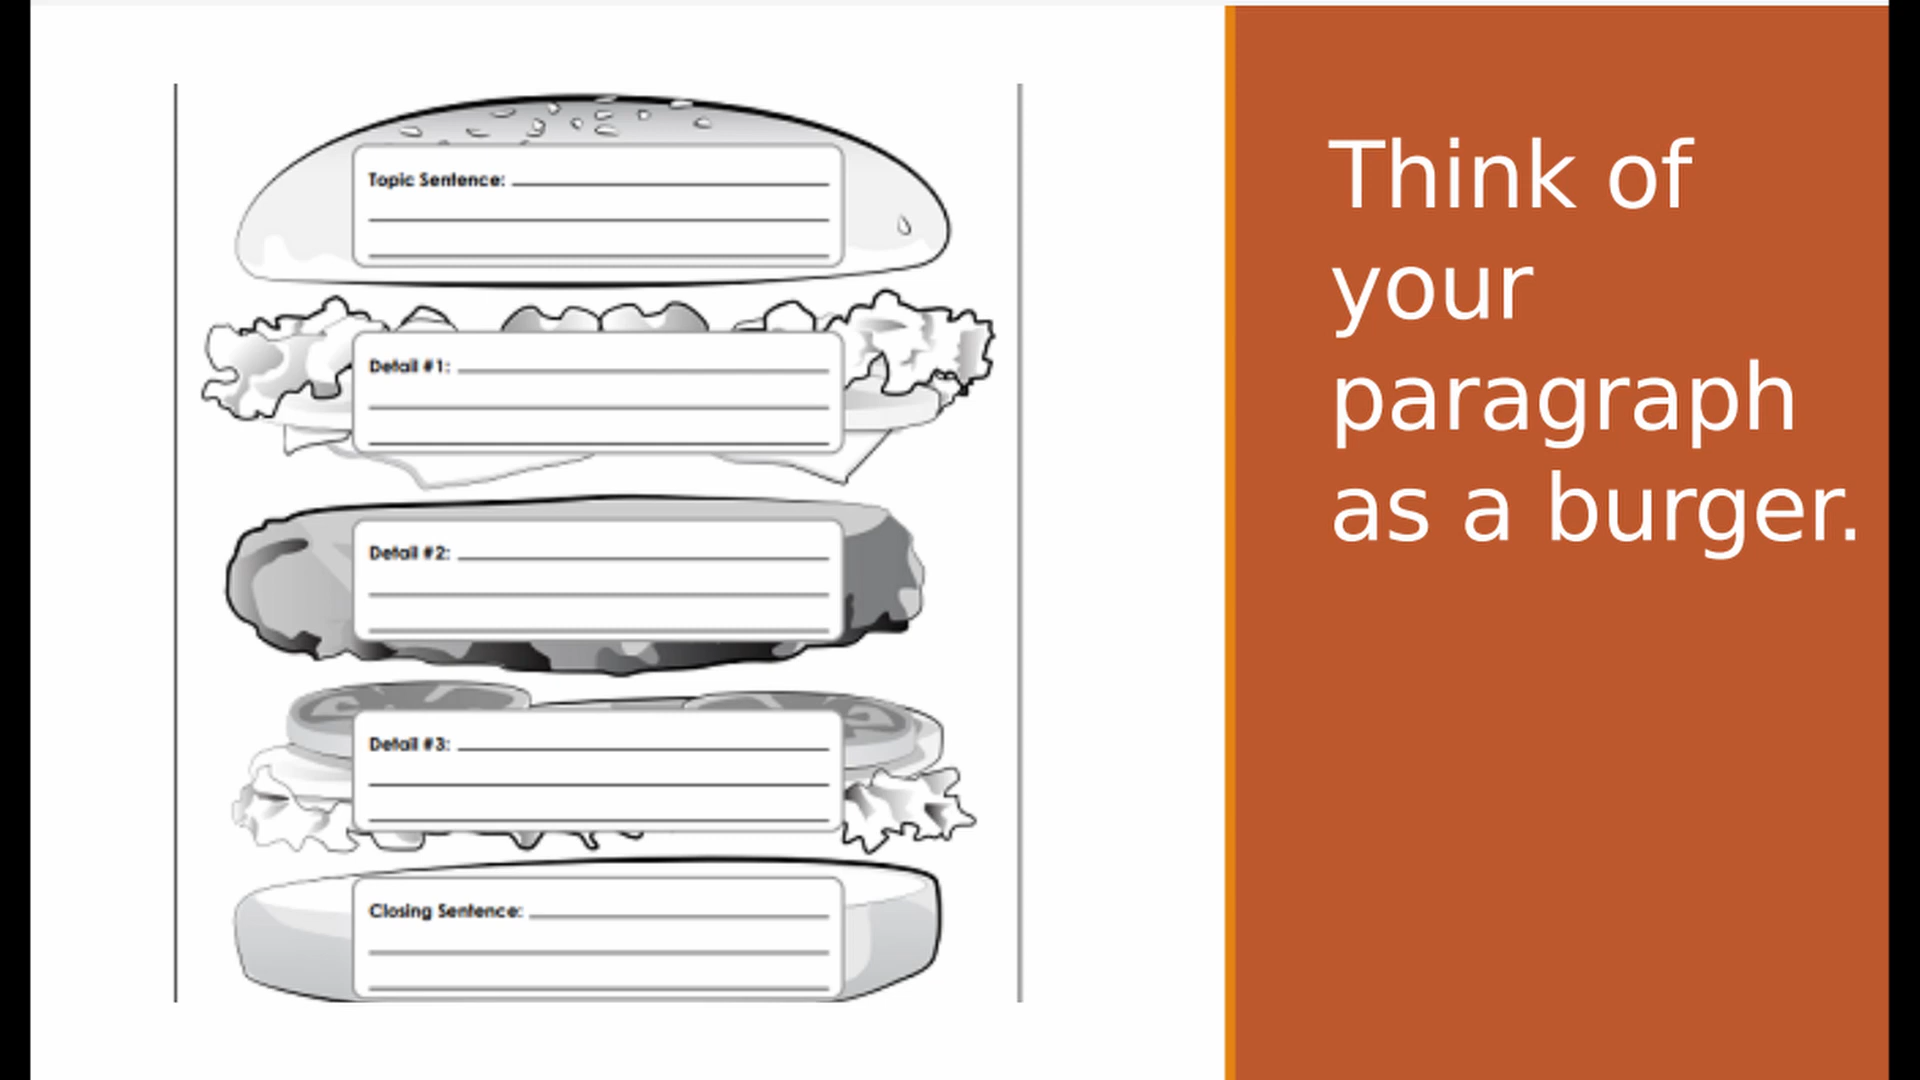 Topic Sentence:
Detail #1:
Detail #2:
Detail #3:
Closing Sentence:
Think of
your
paragraph
as a burger.